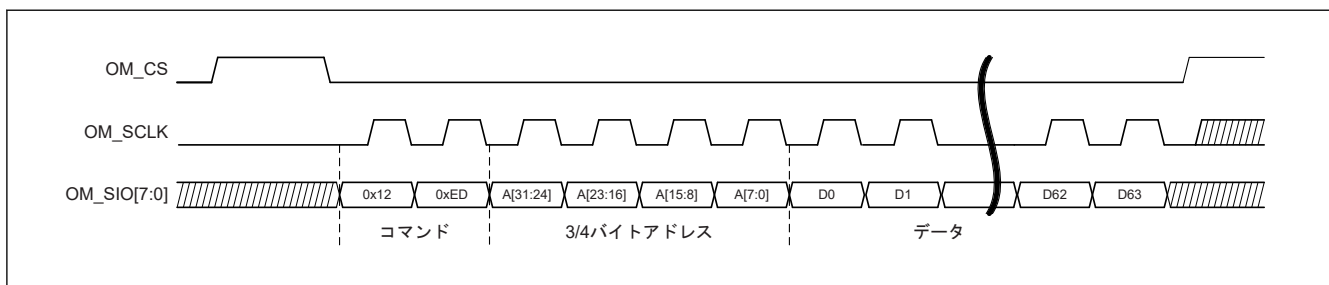 OM_CS
OM_SCLK
OM_SIO[7:0] 0x12 0xED A[31:24] A[23:16] A[15:8] A[7:0] D0 D1 D62 D63
コマンド 3/4バイトアドレス データ